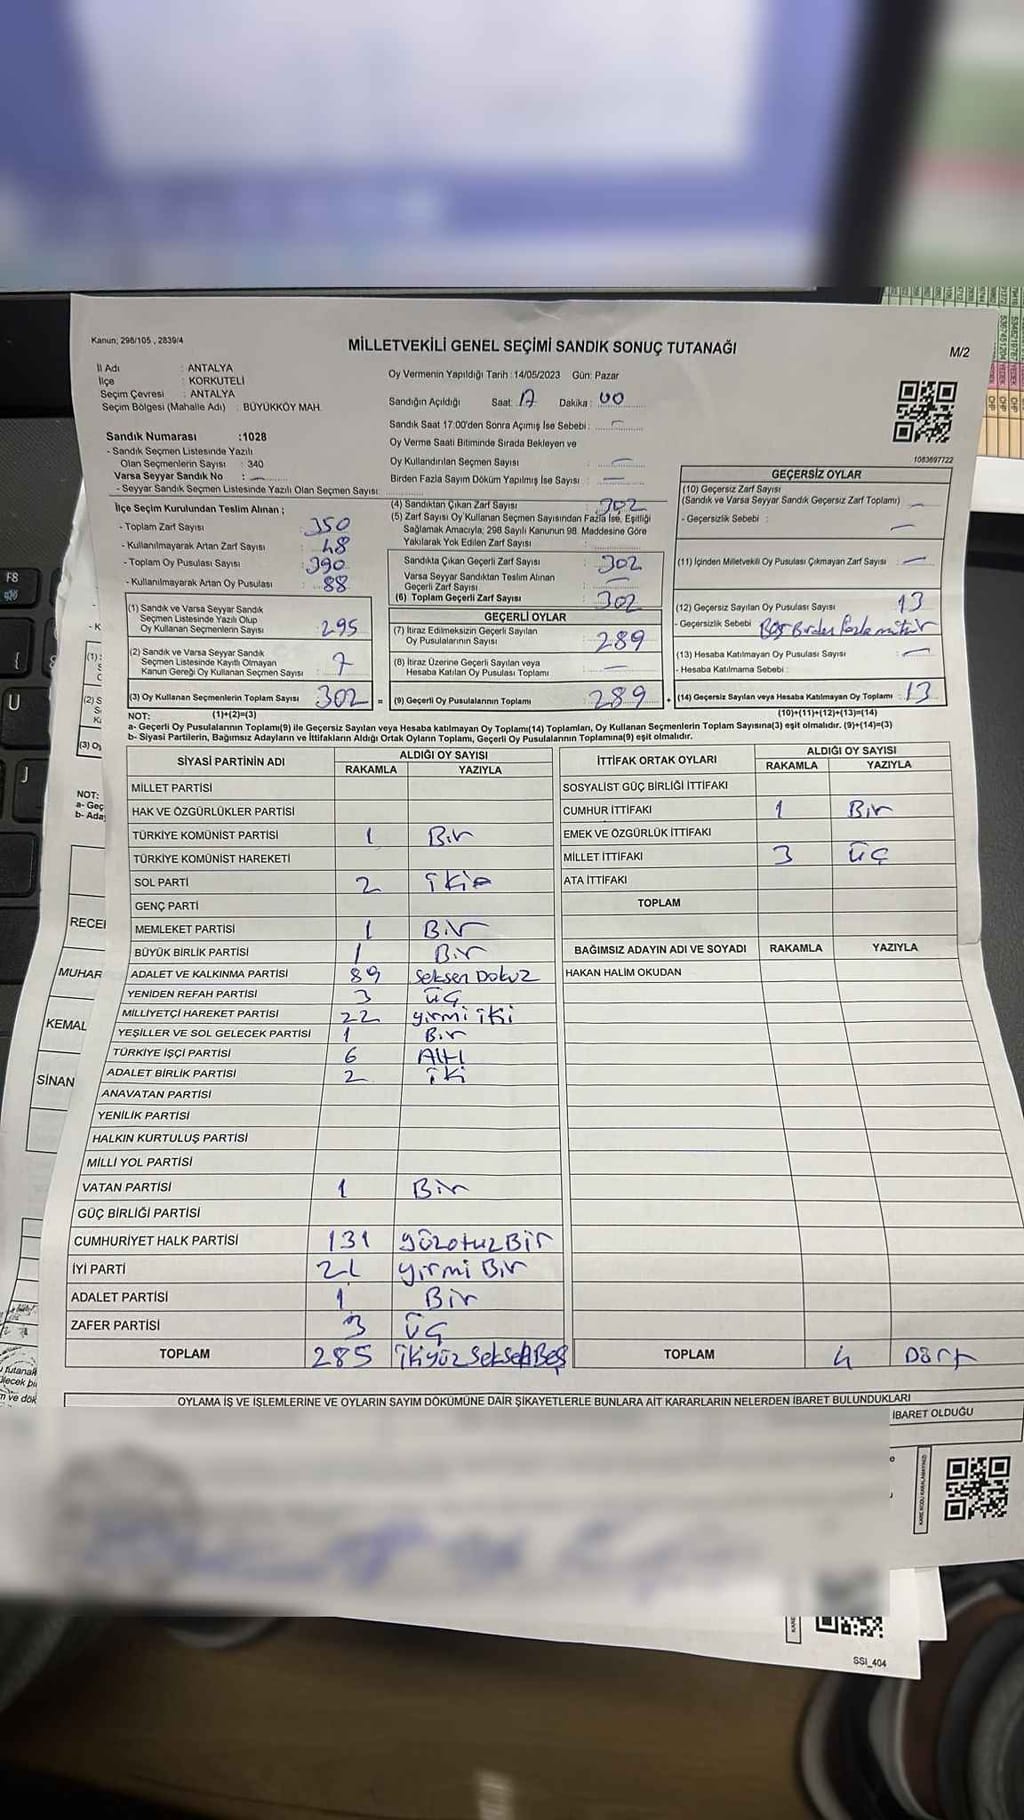 Kanun, 298/105 , 2839/4
MİLLETVEKİLİ GENEL SEÇİMİ SANDIK SONUÇ TUTANAĞI
M/2
İl Adı : ANTALYA
İlçe : KORKUTELİ
Seçim Çevresi : ANTALYA
Seçim Bölgesi (Mahalle Adı) : BÜYÜKKÖY MAH.
Oy Vermenin Yapıldığı Tarih :14/05/2023 Gün: Pazar
Sandığın Açıldığı Saat: Dakika: 00
Sandık Saat 17.00'den Sonra Açımış İse Sebebi:
Oy Verme Saati Bitiminde Sırada Bekleyen ve
Oy Kullandırılan Seçmen Sayısı
Birden Fazla Sayım Döküm Yapılmış İse Sayısı
Sandık Numarası :1028
- Sandık Seçmen Listesinde Yazılı
Olan Seçmenlerin Sayısı : 340
Varsa Seyyar Sandık No :
- Seyyar Sandık Seçmen Listesinde Yazılı Olan Seçmen Sayısı:
1083697722
İlçe Seçim Kurulundan Teslim Alınan ;
- Toplam Zarf Sayısı 350
- Kullanılmayarak Artan Zarf Sayısı 48
- Toplam Oy Pusulası Sayısı 390
- Kullanılmayarak Artan Oy Pusulası 88
(1) Sandık ve Varsa Seyyar Sandık
Seçmen Listesinde Yazılı Olup
Oy Kullanan Seçmenlerin Sayısı 295
(2) Sandık ve Varsa Seyyar Sandık
Seçmen Listesinde Kayıtlı Olmayan
Kanun Gereği Oy Kullanan Seçmen Sayısı 7
(3) Oy Kullanan Seçmenlerin Toplam Sayısı 302 =
(1)+(2)=(3)
(4) Sandıktan Çıkan Zarf Sayısı 302
(5) Zarf Sayısı Oy Kullanan Seçmen Sayısından Fazla İse, Eşitliği
Sağlamak Amacıyla, 298 Sayılı Kanunun 98. Maddesine Göre
Yakılarak Yok Edilen Zarf Sayısı
Sandıkta Çıkan Geçerli Zarf Sayısı 302
Varsa Seyyar Sandıktan Teslim Alınan
Geçerli Zarf Sayısı
(6) Toplam Geçerli Zarf Sayısı 302
GEÇERLİ OYLAR
(7) İtiraz Edilmeksizin Geçerli Sayılan
Oy Pusulalarının Sayısı 289
(8) İtiraz Üzerine Geçerli Sayılan veya
Hesaba Katılan Oy Pusulası Toplamı
(9) Geçerli Oy Pusulalarının Toplamı 289 +
GEÇERSİZ OYLAR
(10) Geçersiz Zarf Sayısı
(Sandık ve Varsa Seyyar Sandık Geçersiz Zarf Toplamı)
- Geçersizlik Sebebi :
(11) İçinden Milletvekili Oy Pusulası Çıkmayan Zarf Sayısı
(12) Geçersiz Sayılan Oy Pusulası Sayısı 13
- Geçersizlik Sebebi
(13) Hesaba Katılmayan Oy Pusulası Sayısı
- Hesaba Katılmama Sebebi :
(14) Geçersiz Sayılan veya Hesaba Katılmayan Oy Toplamı 13
(10)+(11)+(12)+(13)=(14)
NOT:
a- Geçerli Oy Pusulalarının Toplamı(9) ile Geçersiz Sayılan veya Hesaba Katılmayan Oy Toplamı(14) Toplamları, Oy Kullanan Seçmenlerin Toplam Sayısına(3) eşit olmalıdır. (9)+(14)=(3)
b- Siyasi Partilerin, Bağımsız Adayların ve İttifakların Aldığı Ortak Oyların Toplamı, Geçerli Oy Pusulalarının Toplamına(9) eşit olmalıdır.
SİYASİ PARTİNİN ADI ALDIĞI OY SAYISI
RAKAMLA YAZIYLA
MİLLET PARTİSİ
HAK VE ÖZGÜRLÜKLER PARTİSİ
TÜRKİYE KOMÜNİST PARTİSİ 1 Bir
TÜRKİYE KOMÜNİST HAREKETİ
SOL PARTİ 2 iki
GENÇ PARTİ
MEMLEKET PARTİSİ 1 Bir
BÜYÜK BİRLİK PARTİSİ 1 Bir
ADALET VE KALKINMA PARTİSİ 89 Seksen Dokuz
YENİDEN REFAH PARTİSİ 3 üç
MİLLİYETÇİ HAREKET PARTİSİ 22 yirmi iki
YEŞİLLER VE SOL GELECEK PARTİSİ 1 Bir
TÜRKİYE İŞÇİ PARTİSİ 6 Altı
ADALET BİRLİK PARTİSİ 2 iki
ANAVATAN PARTİSİ
YENİLİK PARTİSİ
HALKIN KURTULUŞ PARTİSİ
MİLLİ YOL PARTİSİ
VATAN PARTİSİ 1 Bir
GÜÇ BİRLİĞİ PARTİSİ
CUMHURİYET HALK PARTİSİ 131 yüzotuzBir
İYİ PARTİ 21 yirmi Bir
ADALET PARTİSİ 1 Bir
ZAFER PARTİSİ 3 üç
TOPLAM 285 ikiyüzseksenBeş
İTTİFAK ORTAK OYLARI ALDIĞI OY SAYISI
RAKAMLA YAZIYLA
SOSYALİST GÜÇ BİRLİĞİ İTTİFAKI
CUMHUR İTTİFAKI 1 Bir
EMEK VE ÖZGÜRLÜK İTTİFAKI
MİLLET İTTİFAKI 3 üç
ATA İTTİFAKI
TOPLAM
BAĞIMSIZ ADAYIN ADI VE SOYADI RAKAMLA YAZIYLA
HAKAN HALİM OKUDAN
TOPLAM 4 Dört
OYLAMA İŞ VE İŞLEMLERİNE VE OYLARIN SAYIM DÖKÜMÜNE DAİR ŞİKAYETLERLE BUNLARA AİT KARARLARIN NELERDEN İBARET BULUNDUKLARI
İBARET OLDUĞU
NOT:
a- Geç
b- Ada
RECE
MUHAR
KEMAL
SİNAN
SSI_404
F8
U
J